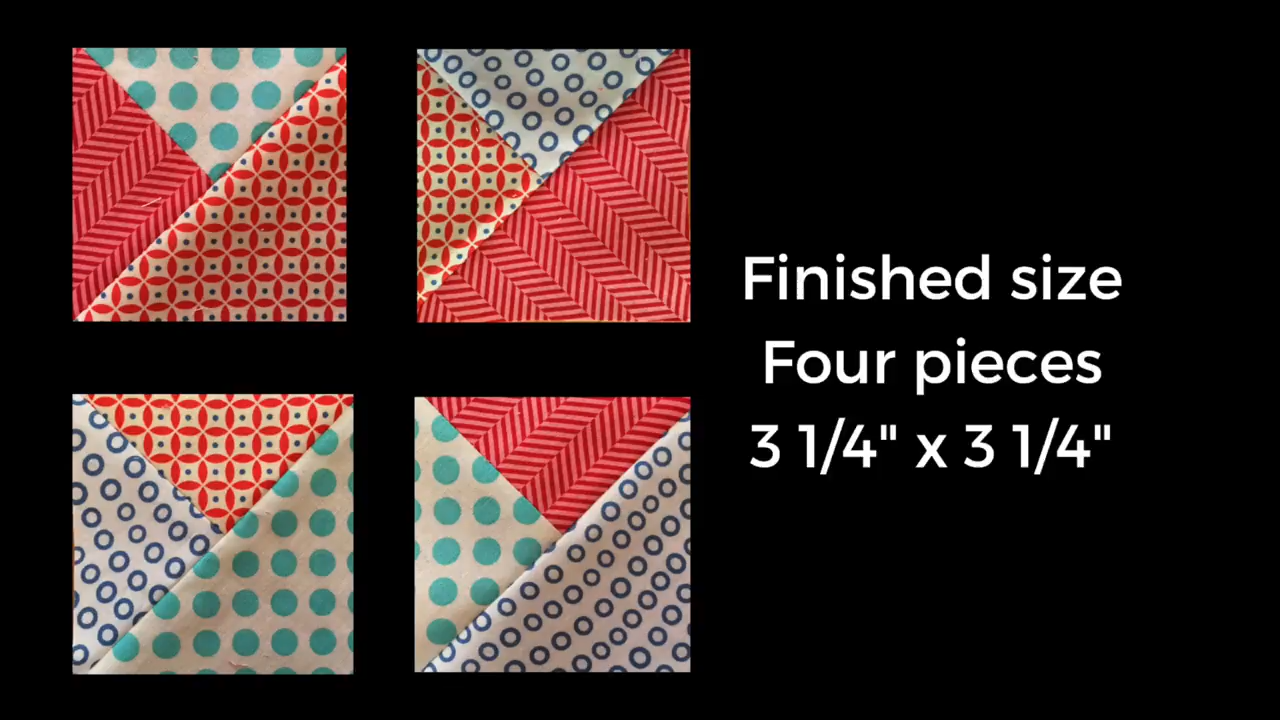 Finished size
Four pieces
3 1/4" x 3 1/4"